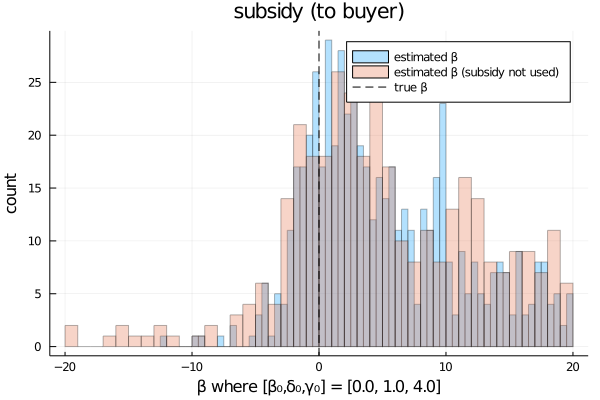 subsidy (to buyer)
estimated β
estimated β (subsidy not used)
true β
count
25
20
15
10
5
0
−20
−10
0
10
20
β where [β₀,δ₀,γ₀] = [0.0, 1.0, 4.0]